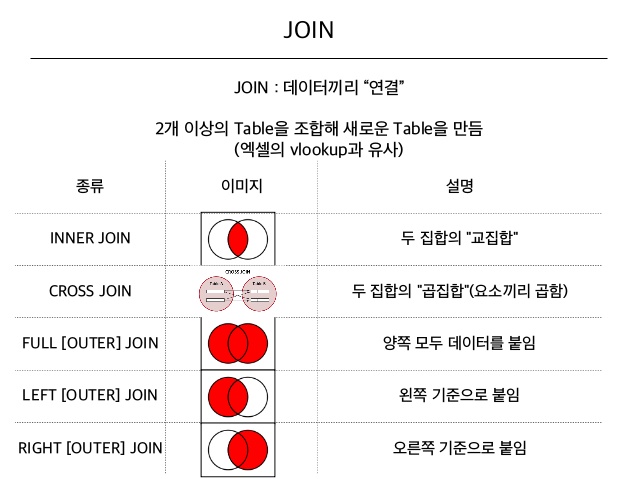 JOIN
JOIN : 데이터끼리 “연결”
2개 이상의 Table을 조합해 새로운 Table을 만듬
(엑셀의 vlookup과 유사)
종류 이미지 설명
INNER JOIN 두 집합의 "교집합"
CROSS JOIN
Table A Table B
CROSS JOIN 두 집합의 "곱집합"(요소끼리 곱함)
FULL [OUTER] JOIN 양쪽 모두 데이터를 붙임
LEFT [OUTER] JOIN 왼쪽 기준으로 붙임
RIGHT [OUTER] JOIN 오른쪽 기준으로 붙임